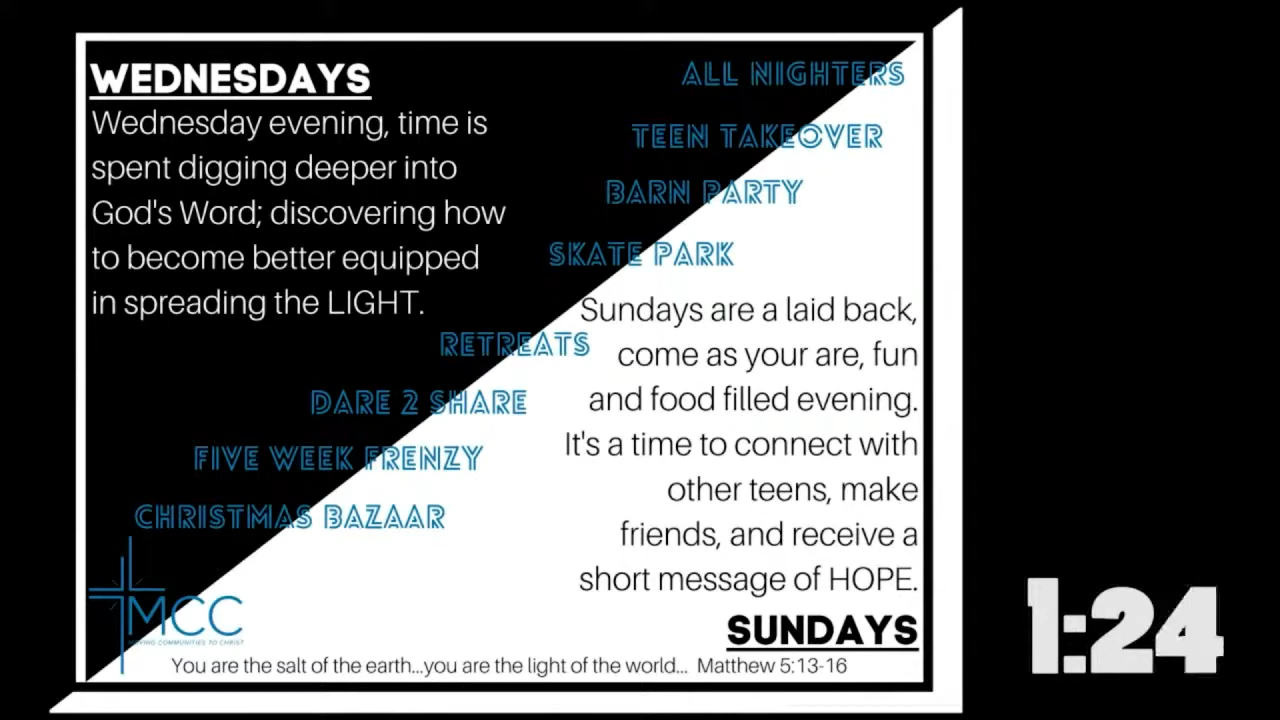 WEDNESDAYS
Wednesday evening, time is
spent digging deeper into
God's Word; discovering how
to become better equipped
in spreading the LIGHT.
ALL NIGHTERS
TEEN TAKEOVER
BARN PARTY
SKATE PARK
RETREATS
DARE 2 SHARE
FIVE WEEK FRENZY
CHRISTMAS BAZAAR
Sundays are a laid back,
come as your are, fun
and food filled evening.
It's a time to connect with
other teens, make
friends, and receive a
short message of HOPE.
SUNDAYS
MCC
MOVING COMMUNITIES TO CHRIST
You are the salt of the earth...you are the light of the world... Matthew 5:13-16
1:24